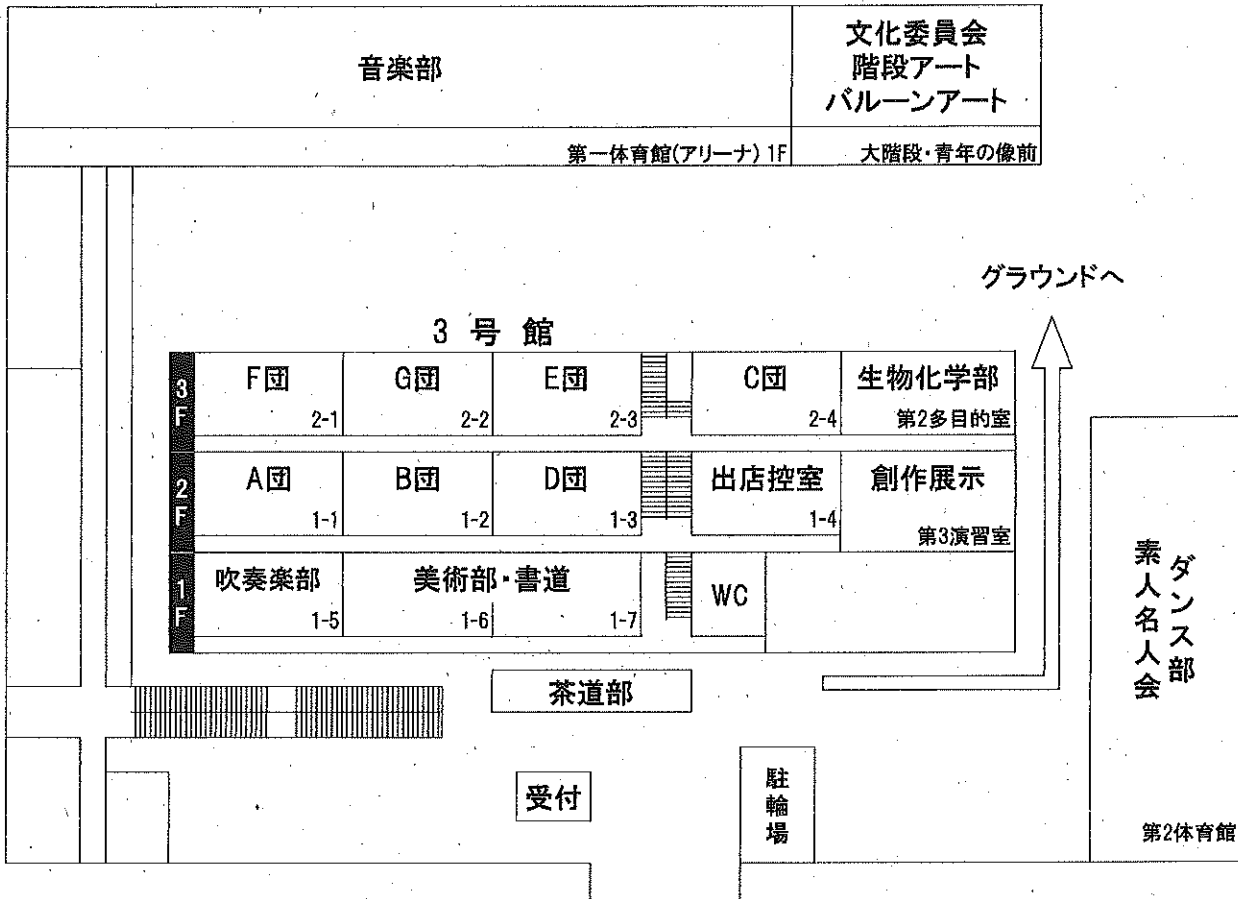 音楽部
文化委員会
階段アート
バルーンアート
第一体育館(アリーナ) 1F
大階段・青年の像前
グラウンドへ
3 号 館
3F
F団
2-1
G団
2-2
E団
2-3
C団
2-4
生物化学部
第2多目的室
2F
A団
1-1
B団
1-2
D団
1-3
出店控室
1-4
創作展示
第3演習室
1F
吹奏楽部
1-5
美術部・書道
1-6
1-7
WC
茶道部
受付
駐輪場
ダンス部
素人名人会
第2体育館